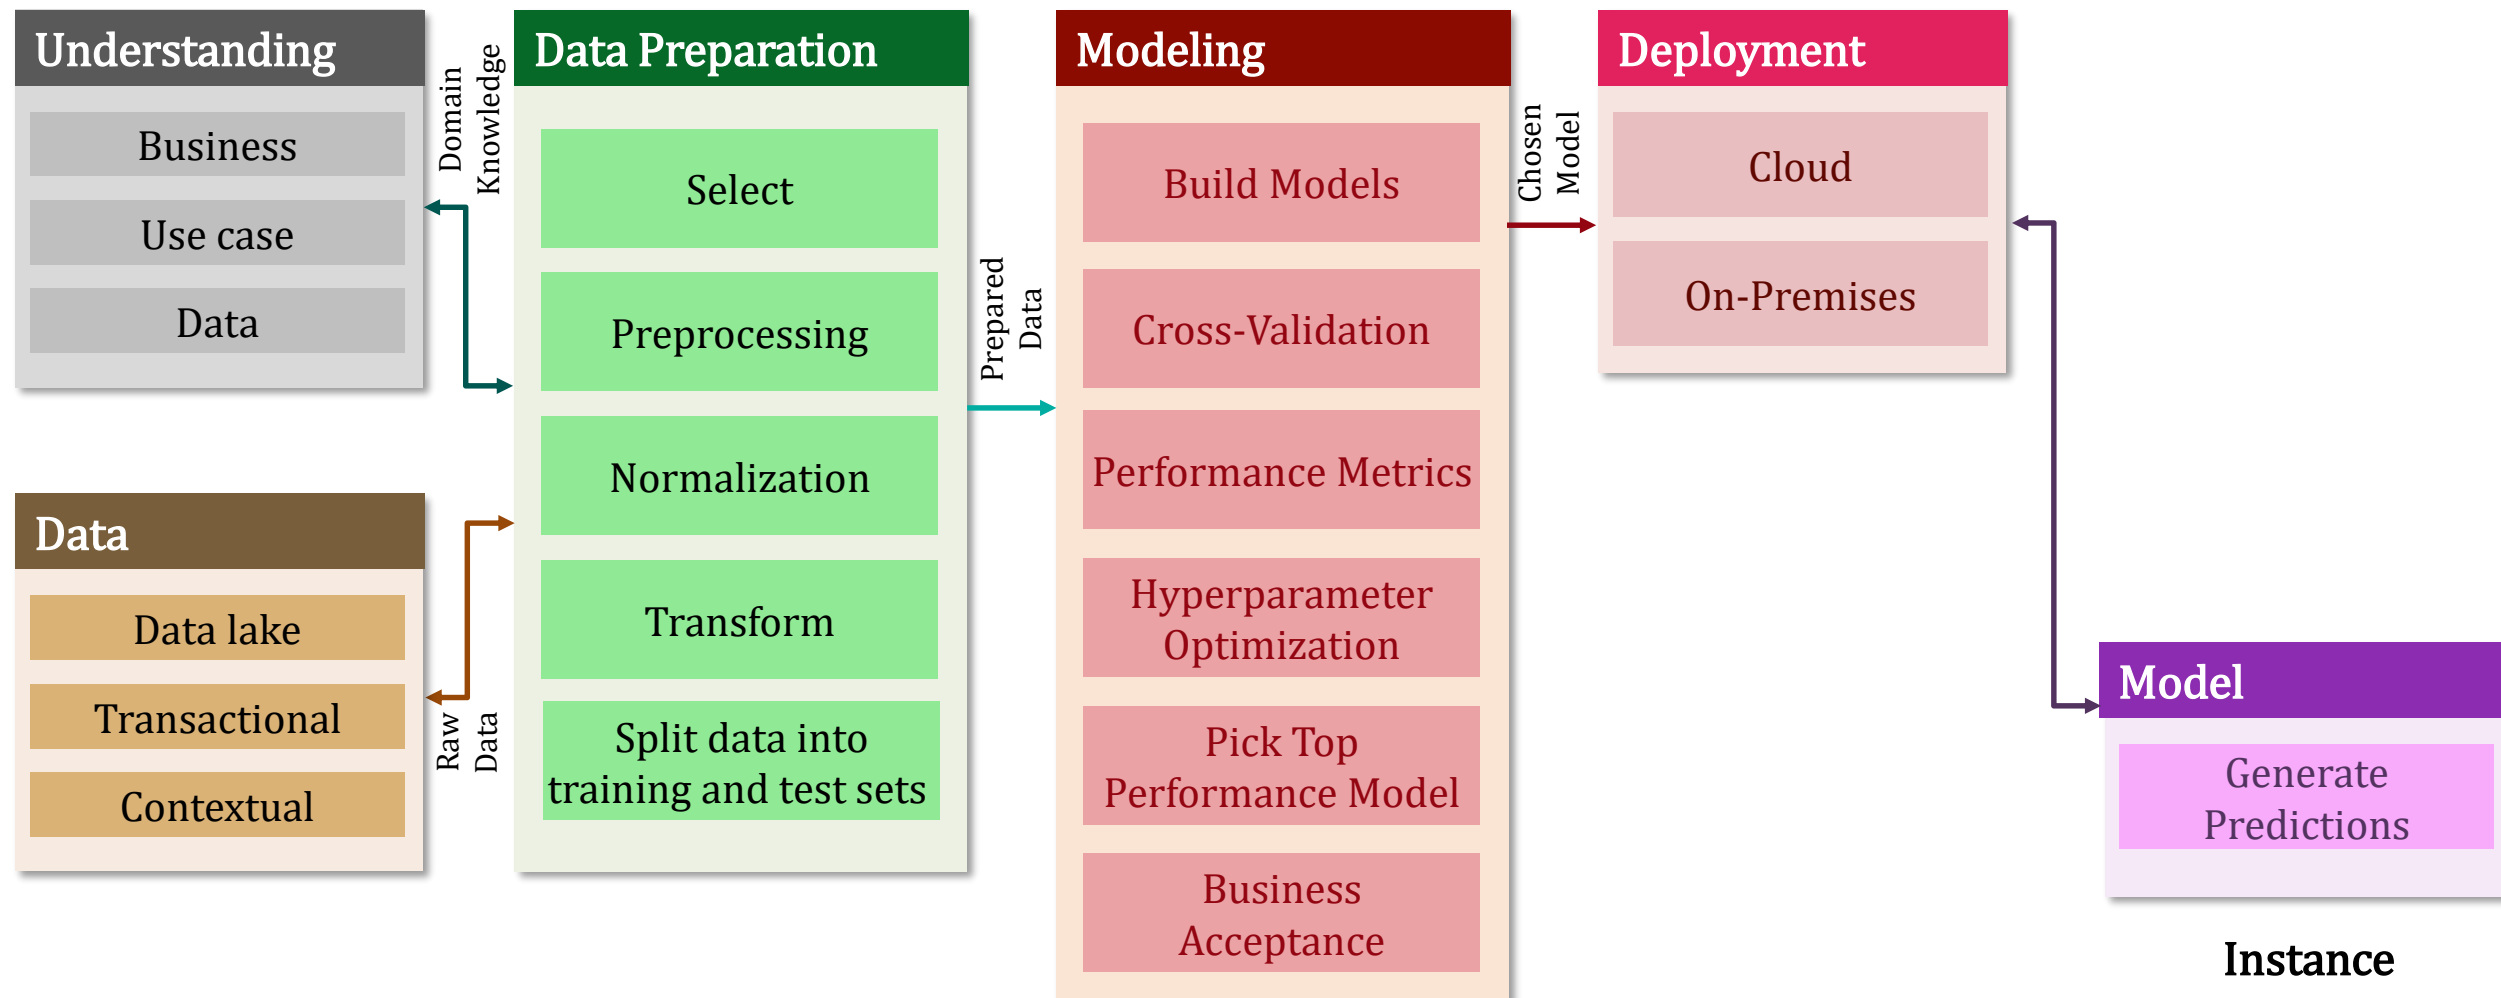 Understanding
Business
Use case
Data
Domain
Knowledge
Data
Data lake
Transactional
Contextual
Raw
Data
Data Preparation
Select
Preprocessing
Normalization
Transform
Split data into
training and test sets
Prepared
Data
Modeling
Build Models
Cross-Validation
Performance Metrics
Hyperparameter
Optimization
Pick Top
Performance Model
Business
Acceptance
Chosen
Model
Deployment
Cloud
On-Premises
Model
Generate
Predictions
Instance